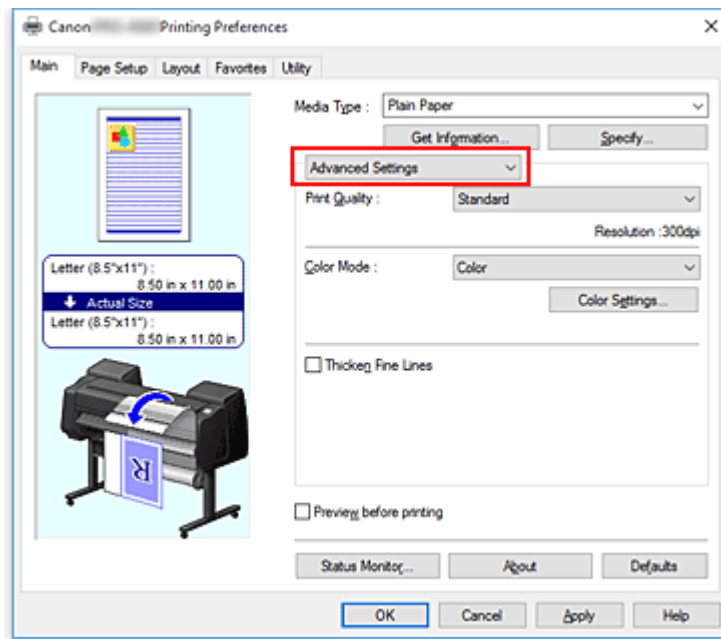 Canon Printing Preferences
Main Page Setup Layout Favorites Utility
Media Type : Plain Paper
Get Information... Specify...
Advanced Settings
Print Quality : Standard
Resolution :300dpi
Color Mode : Color
Color Settings...
Thicken Fine Lines
Letter (8.5"x11") :
8.50 in x 11.00 in
Actual Size
Letter (8.5"x11") :
8.50 in x 11.00 in
R
Preview before printing
Status Monitor... About Defaults
OK Cancel Apply Help